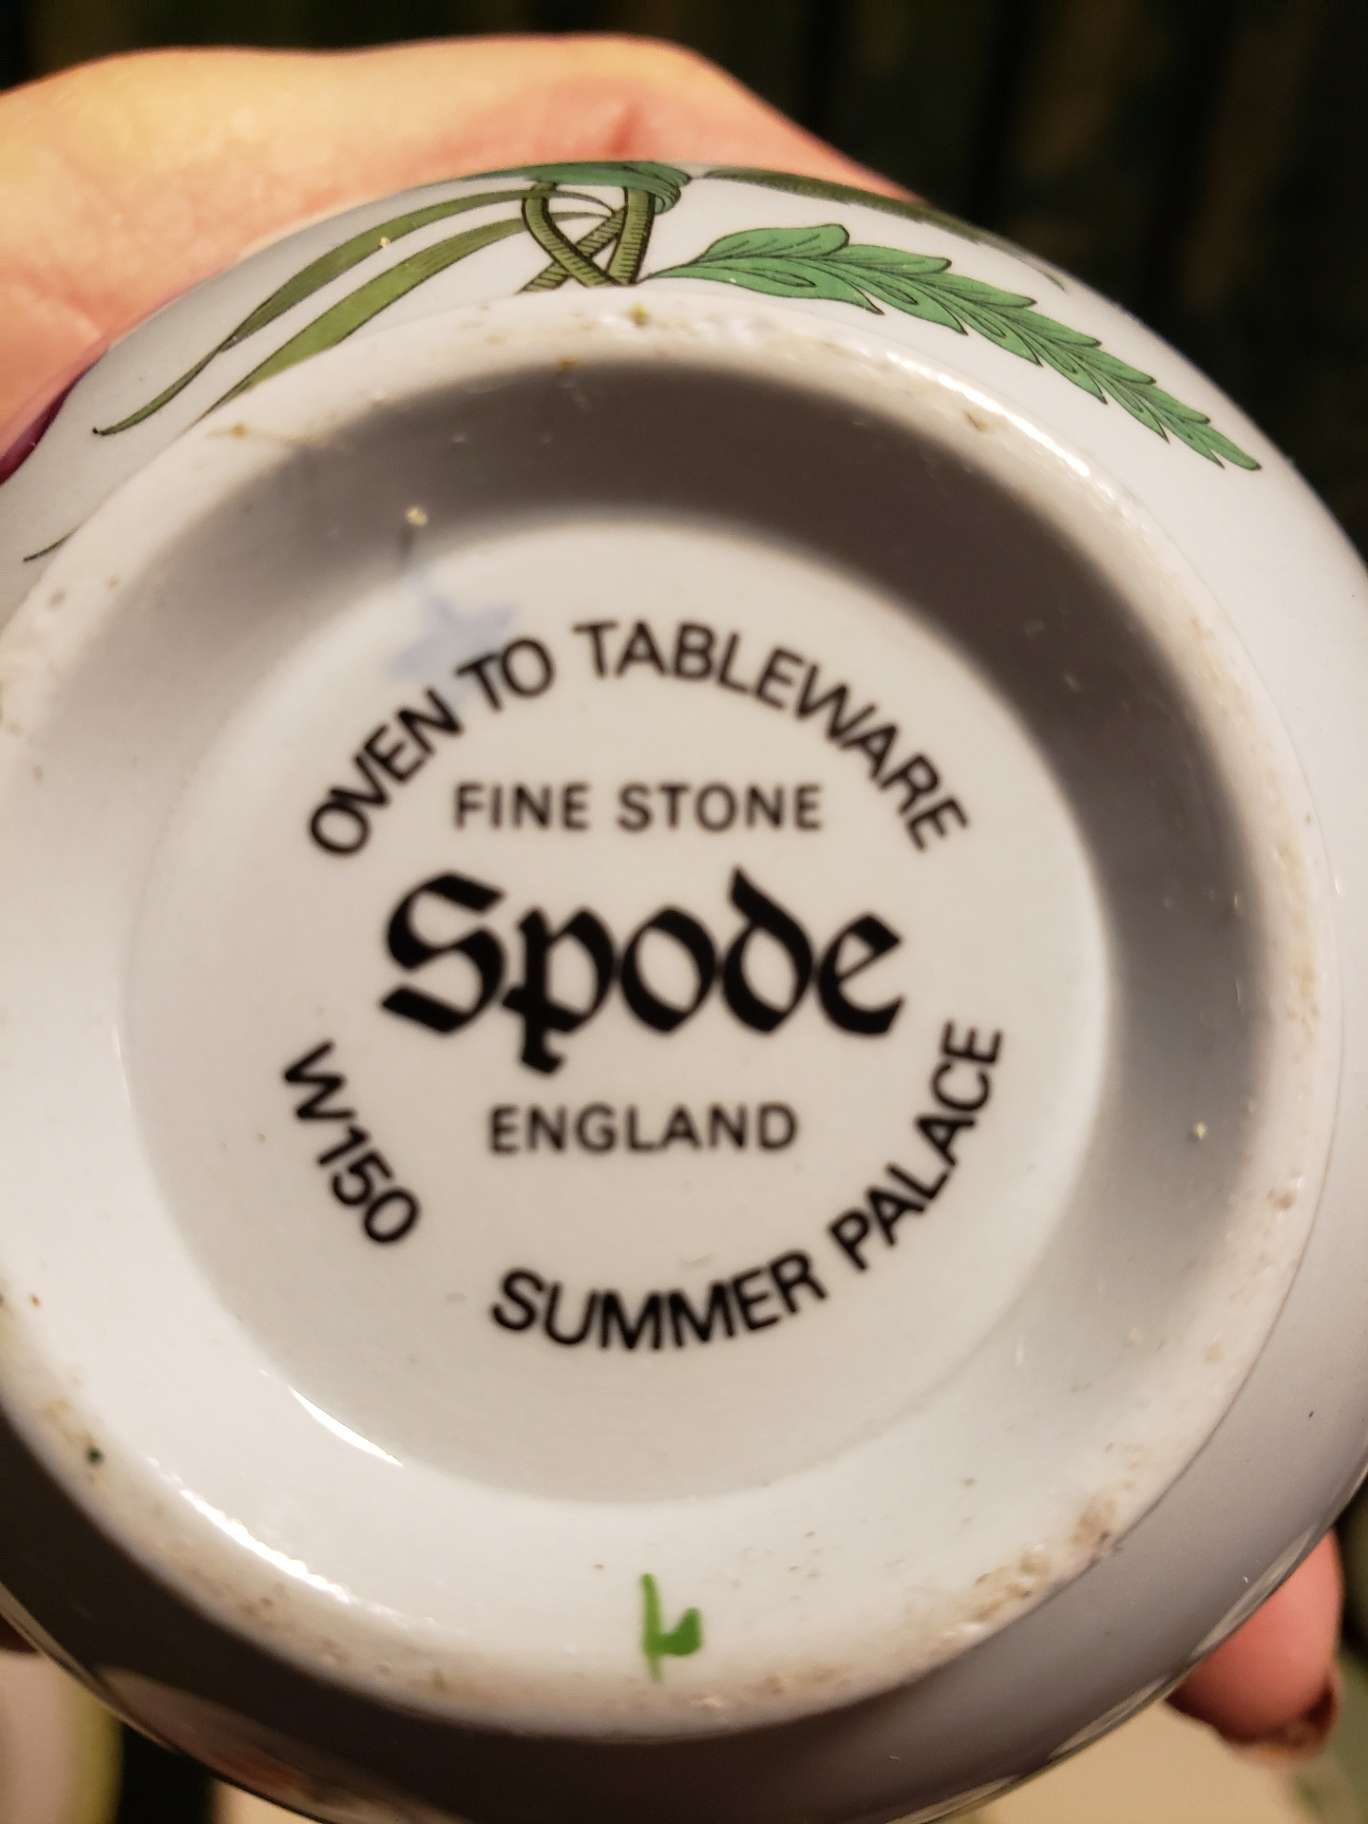 OVEN TO TABLEWARE
FINE STONE
Spode
ENGLAND
W150
SUMMER PALACE